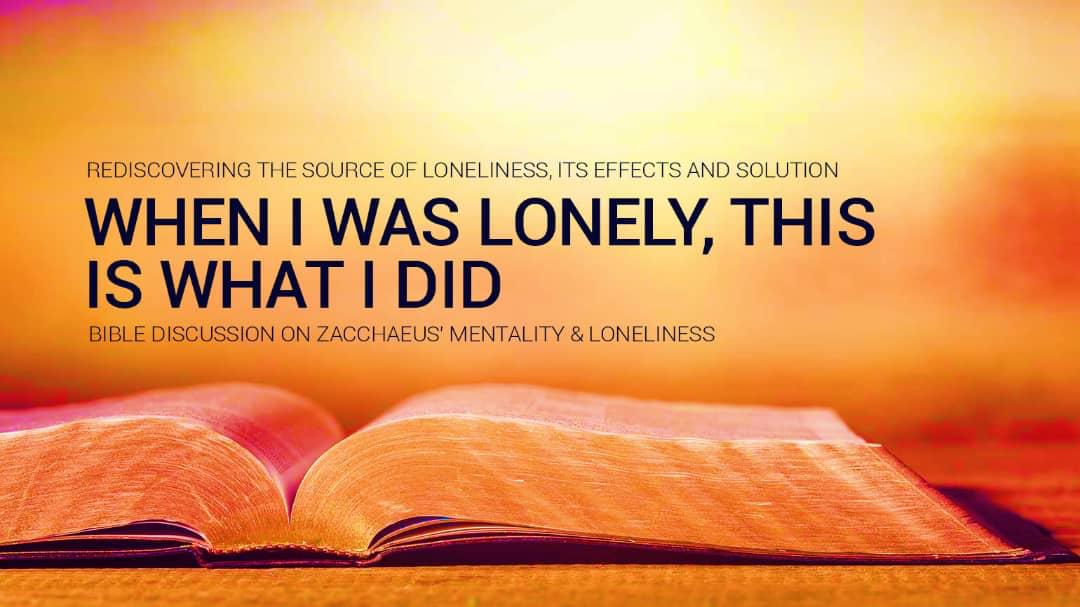 REDISCOVERING THE SOURCE OF LONELINESS, ITS EFFECTS AND SOLUTION
WHEN I WAS LONELY, THIS
IS WHAT I DID
BIBLE DISCUSSION ON ZACCHAEUS' MENTALITY & LONELINESS